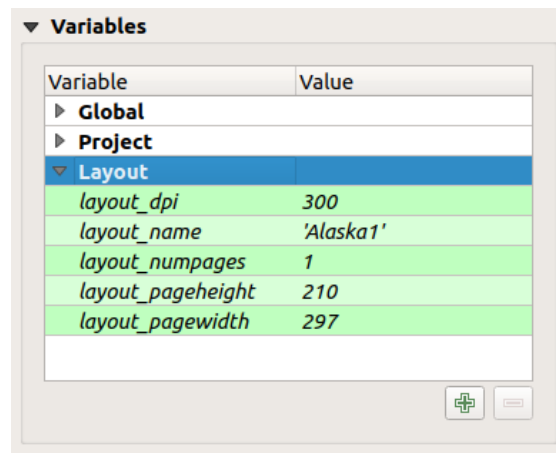 Variables
Variable Value
Global
Project
Layout
layout_dpi 300
layout_name 'Alaska1'
layout_numpages 1
layout_pageheight 210
layout_pagewidth 297